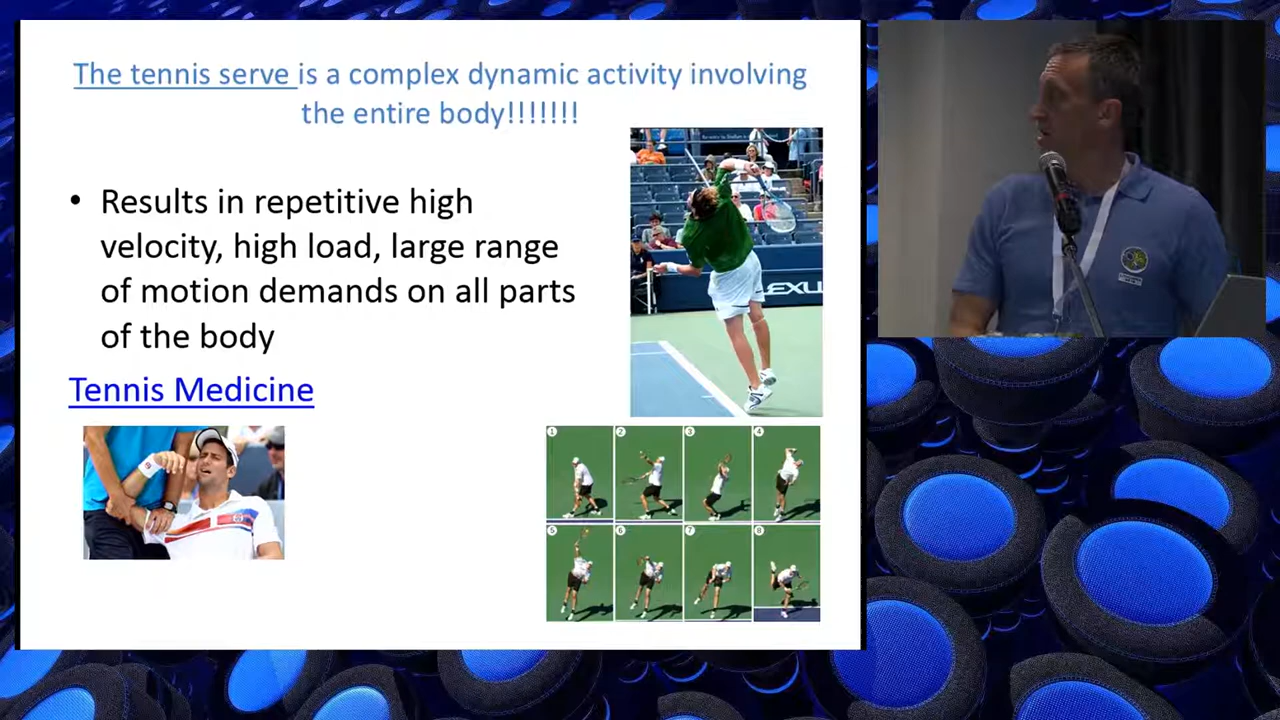 The tennis serve is a complex dynamic activity involving
the entire body!!!!!!!
• Results in repetitive high
velocity, high load, large range
of motion demands on all parts
of the body
Tennis Medicine
LEXU
1 2 3 4
5 6 7 8